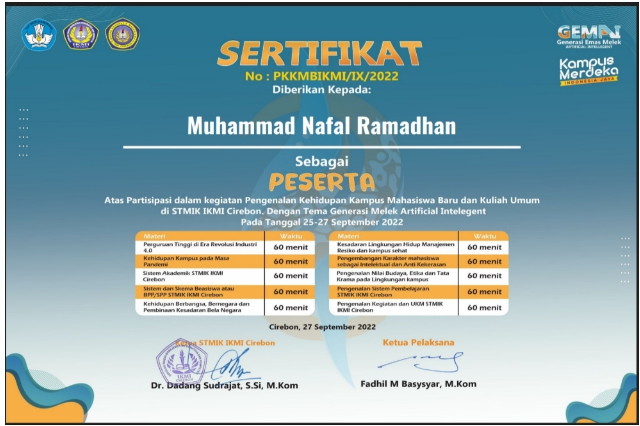 GEMAI
Generasi Emas Melek
ARTIFICIAL INTELLIGENT
Kampus
Merdeka
INDONESIA JAYA
SERTIFIKAT
No : PKKMBIKMI/IX/2022
Diberikan Kepada:
Muhammad Nafal Ramadhan
Sebagai
PESERTA
Atas Partisipasi dalam kegiatan Pengenalan Kehidupan Kampus Mahasiswa Baru dan Kuliah Umum
di STMIK IKMI Cirebon. Dengan Tema Generasi Melek Artificial Intelegent
Pada Tanggal 25-27 September 2022
Materi Waktu
Perguruan Tinggi di Era Revolusi Industri
4.0 60 menit
Kehidupan Kampus pada Masa
Pandemi 60 menit
Sistem Akademik STMIK IKMI
Cirebon 60 menit
Sistem dan Skema Beasiswa atau
BPP/SPP STMIK IKMI Cirebon 60 menit
Kehidupan Berbangsa, Bernegara dan
Pembinaan Kesadaran Bela Negara 60 menit
Materi Waktu
Kesadaran Lingkungan Hidup Manajemen
Resiko dan kampus sehat 60 menit
Pengembangan Karakter mahasiswa
sebagai Intelektual dan Anti Kekerasan 60 menit
Pengenalan Nilai Budaya, Etika dan Tata
Krama pada Lingkungan kampus 60 menit
Pengenalan Sistem Pembelajaran
STMIK IKMI Cirebon 60 menit
Pengenalan Kegiatan dan UKM STMIK
IKMI Cirebon 60 menit
Cirebon, 27 September 2022
Ketua STMIK IKMI Cirebon
Dr. Dadang Sudrajat, S.Si, M.Kom
Ketua Pelaksana
Fadhil M Basysyar, M.Kom